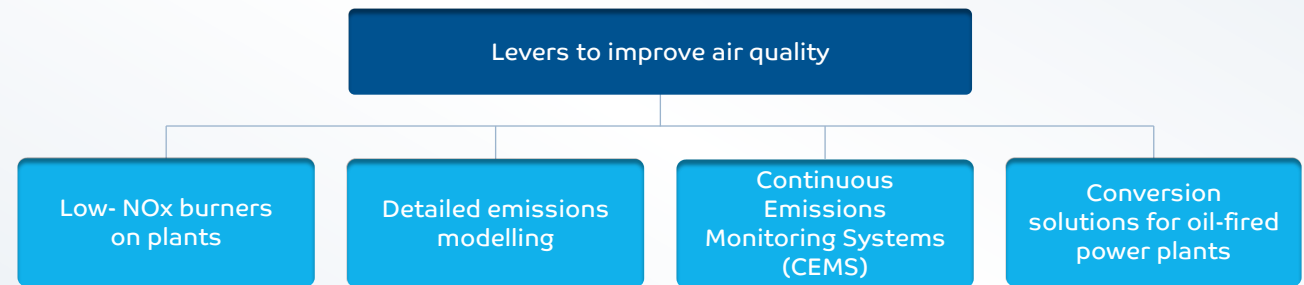 Levers to improve air quality
Low- NOx burners
on plants
Detailed emissions
modelling
Continuous
Emissions
Monitoring Systems
(CEMS)
Conversion
solutions for oil-fired
power plants